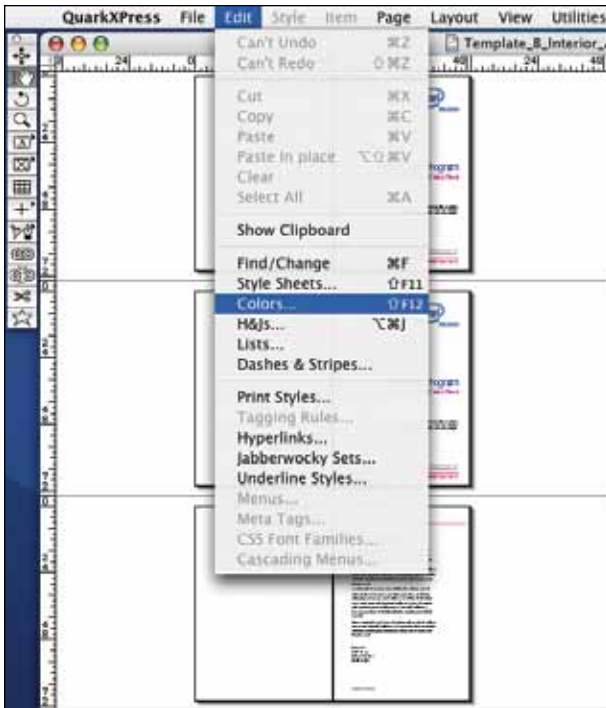 QuarkXPress File Edit Style Item Page Layout View Utilities
Template_B_Interior_
Can't Undo ⌘Z
Can't Redo ⇧⌘Z
Cut ⌘X
Copy ⌘C
Paste ⌘V
Paste In place ⌥⇧⌘V
Clear
Select All ⌘A
Show Clipboard
Find/Change ⌘F
Style Sheets... ⇧F11
Colors... ⇧F12
H&Js... ⌥⌘J
Lists...
Dashes & Stripes...
Print Styles...
Tagging Rules...
Hyperlinks...
Jabberwocky Sets...
Underline Styles...
Menus...
Meta Tags...
CSS Font Families...
Cascading Menus...